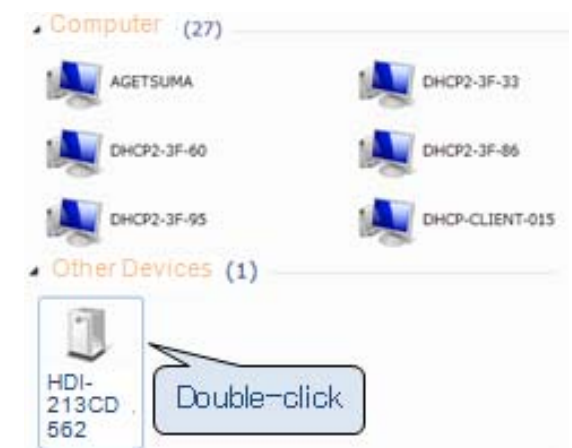 Computer (27)
AGETSUMA
DHCP2-3F-33
DHCP2-3F-60
DHCP2-3F-86
DHCP2-3F-95
DHCP-CLIENT-015
Other Devices (1)
HDI-
213CD
562
Double-click